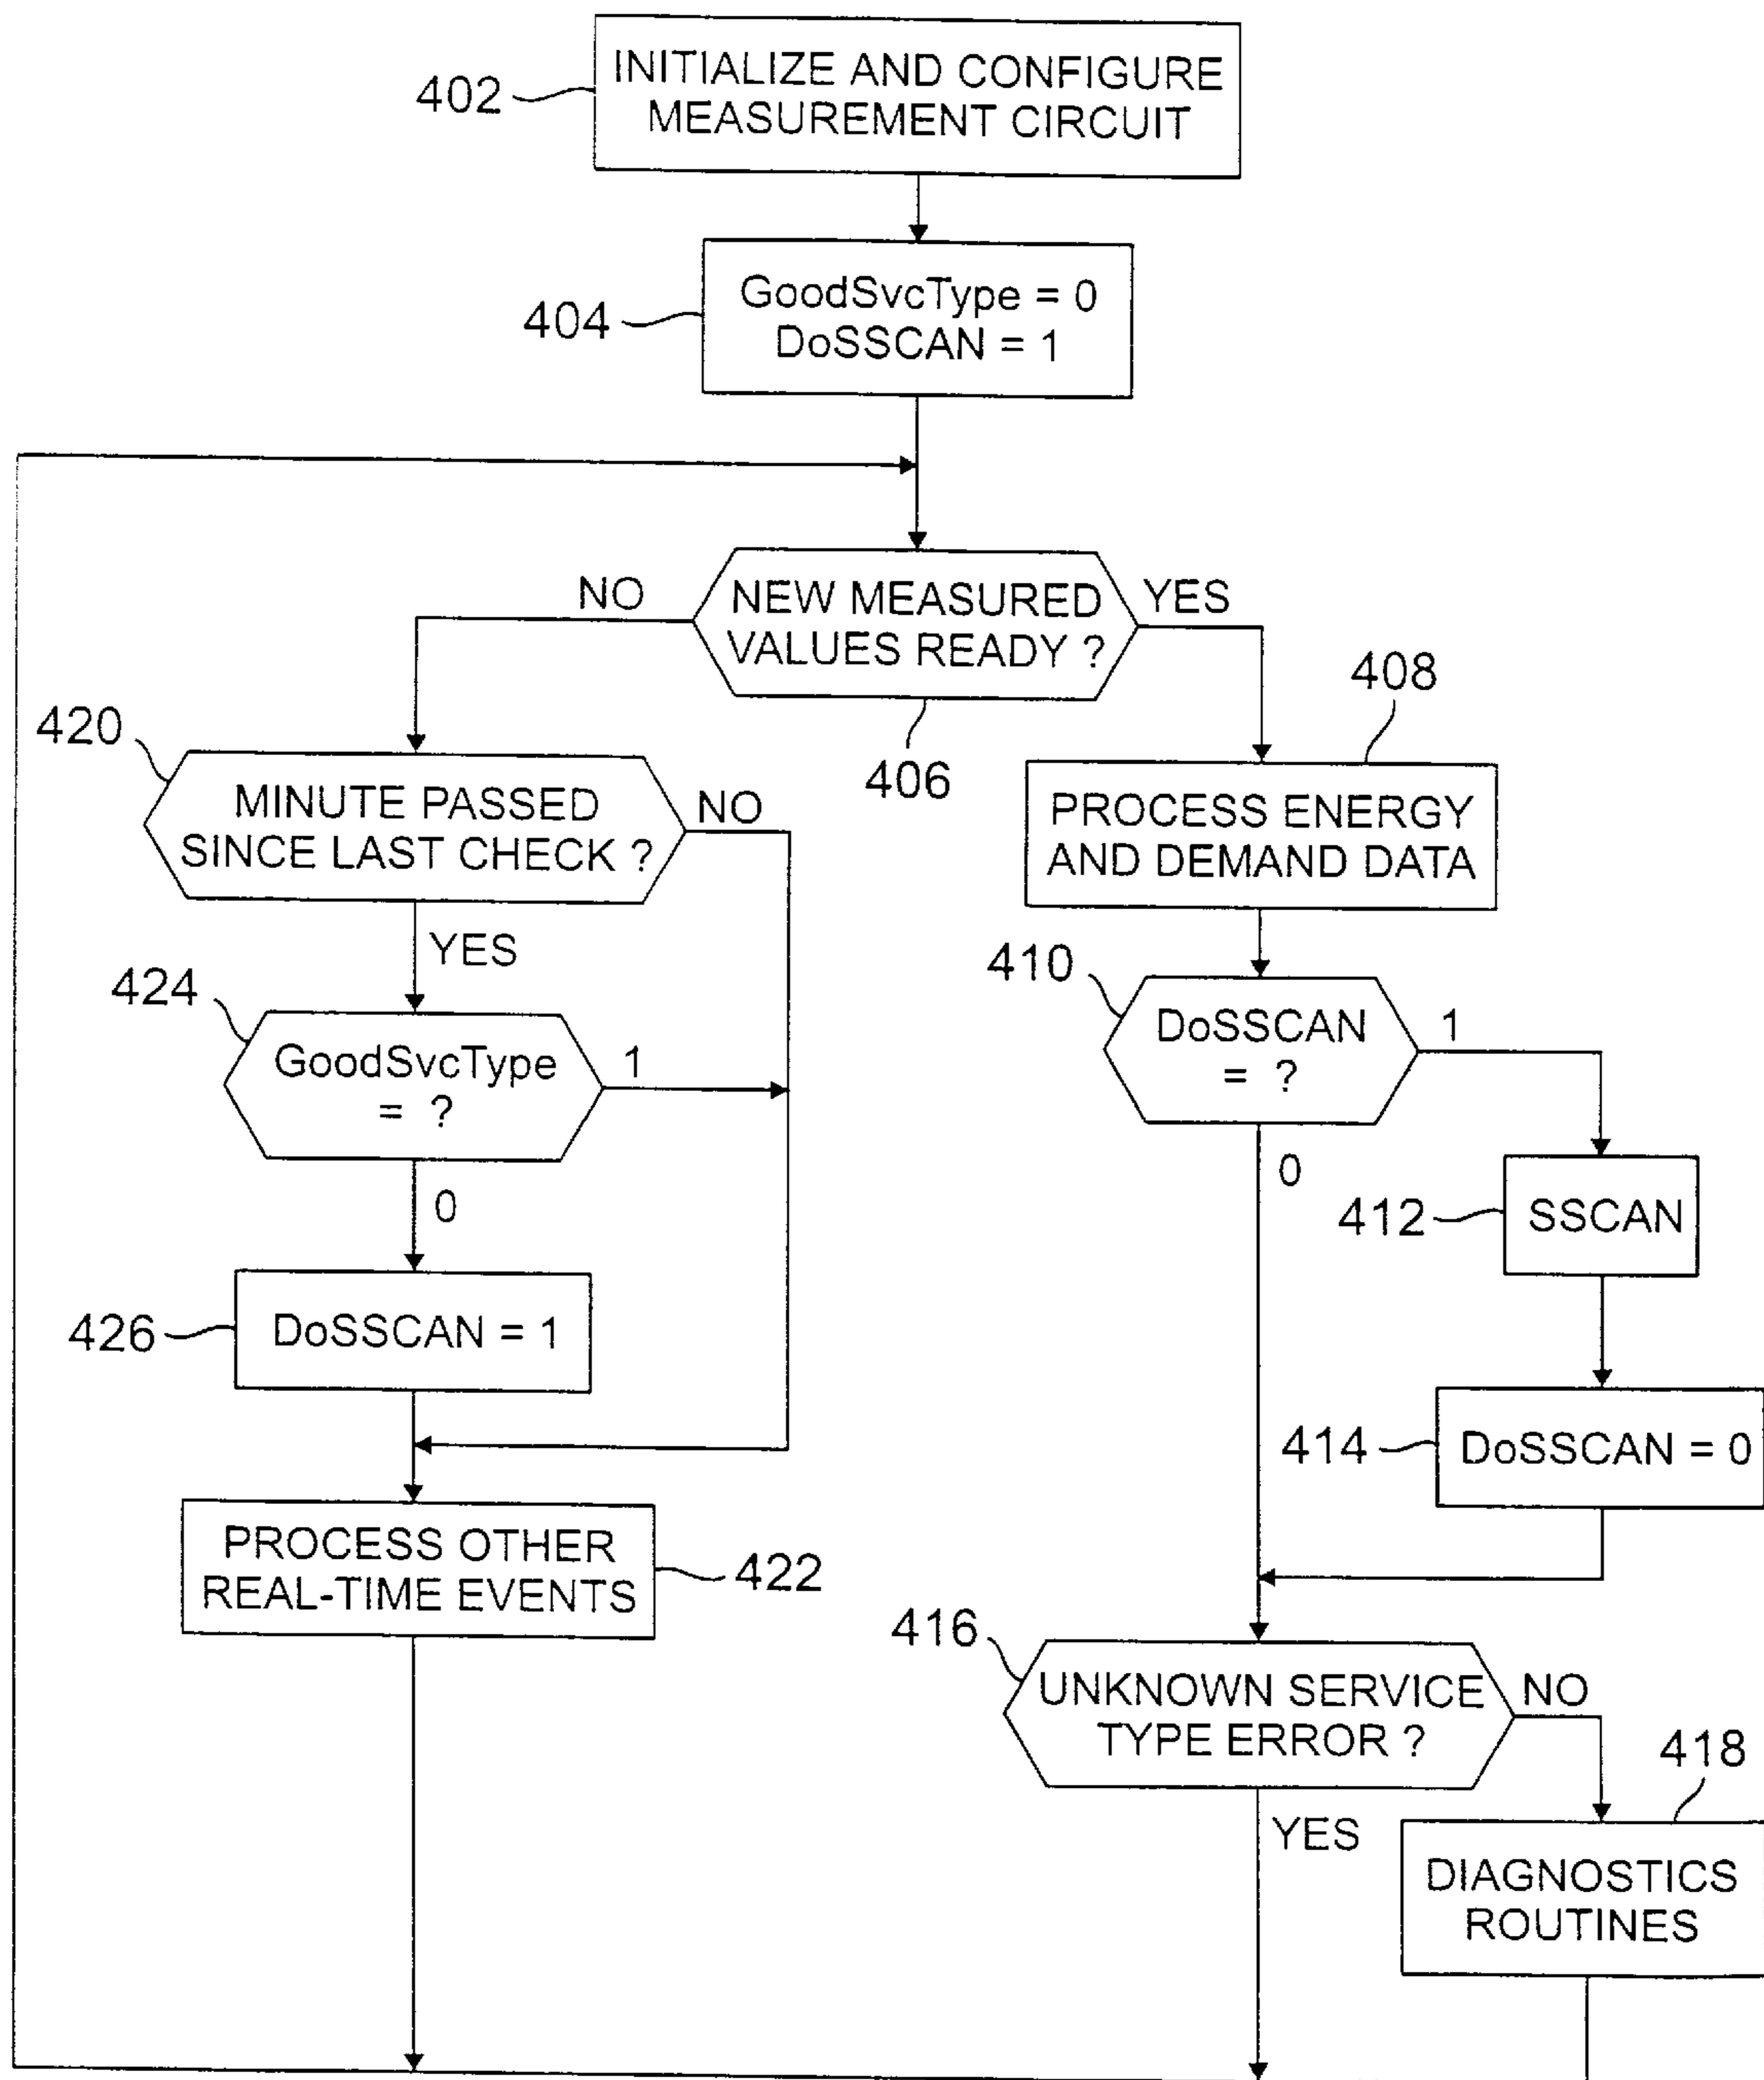 INITIALIZE AND CONFIGURE
MEASUREMENT CIRCUIT
402
GoodSvcType = 0
DoSSCAN = 1
404
NEW MEASURED
VALUES READY ?
NO
YES
406
408
PROCESS ENERGY
AND DEMAND DATA
420
MINUTE PASSED
SINCE LAST CHECK ?
NO
YES
410
DoSSCAN
= ?
1
0
424
GoodSvcType
= ?
1
0
412
SSCAN
426
DoSSCAN = 1
414
DoSSCAN = 0
PROCESS OTHER
REAL-TIME EVENTS
422
416
UNKNOWN SERVICE
TYPE ERROR ?
NO
YES
418
DIAGNOSTICS
ROUTINES